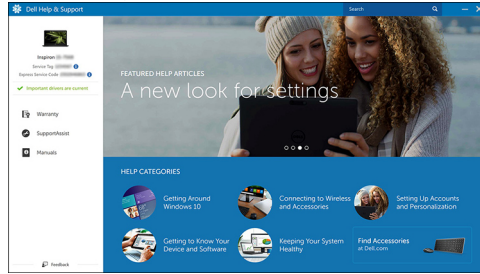 Dell Help & Support
Search
Inspiron
Service Tag
Express Service Code
Important drivers are current
Warranty
SupportAssist
Manuals
Feedback
FEATURED HELP ARTICLES
A new look for settings
HELP CATEGORIES
Getting Around
Windows 10
Connecting to Wireless
and Accessories
Setting Up Accounts
and Personalization
Getting to Know Your
Device and Software
Keeping Your System
Healthy
Find Accessories
at Dell.com